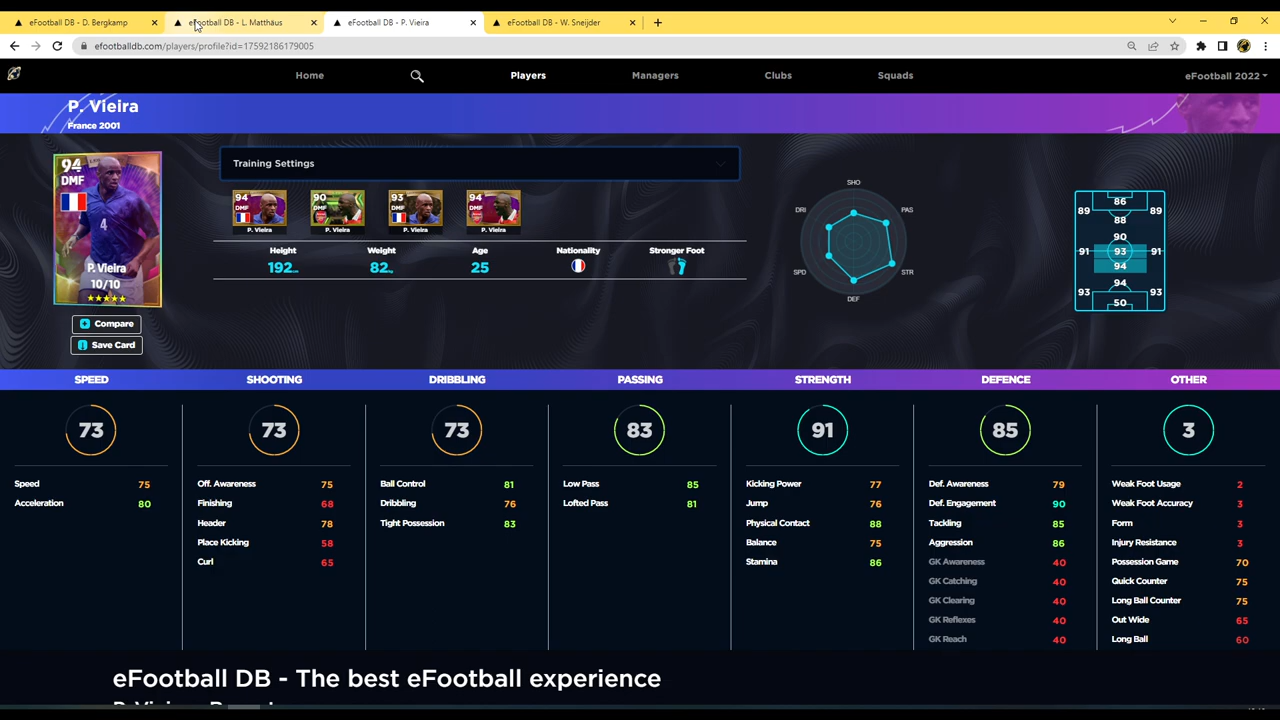 eFootball DB - D. Bergkamp
eFootball DB - L. Matthäus
eFootball DB - P. Vieira
eFootball DB - W. Sneijder
efootballdb.com/players/profile?id=17592186179005
Home
Players
Managers
Clubs
Squads
eFootball 2022
P. Vieira
France 2001
94
DMF
4
P. Vieira
10/10
★★★★★
Compare
Save Card
Training Settings
94
DMF
P. Vieira
90
DMF
P. Vieira
93
DMF
P. Vieira
94
DMF
P. Vieira
Height
192
Weight
82
Age
25
Nationality
Stronger Foot
SHO
PAS
STR
DEF
SPD
DRI
86
89 89
88
90
91 93 91
94
94
93 93
50
SPEED
73
Speed 75
Acceleration 80
SHOOTING
73
Off. Awareness 75
Finishing 68
Header 78
Place Kicking 58
Curl 65
DRIBBLING
73
Ball Control 81
Dribbling 76
Tight Possession 83
PASSING
83
Low Pass 85
Lofted Pass 81
STRENGTH
91
Kicking Power 77
Jump 76
Physical Contact 88
Balance 75
Stamina 86
DEFENCE
85
Def. Awareness 79
Def. Engagement 90
Tackling 85
Aggression 86
GK Awareness 40
GK Catching 40
GK Clearing 40
GK Reflexes 40
GK Reach 40
OTHER
3
Weak Foot Usage 2
Weak Foot Accuracy 3
Form 3
Injury Resistance 3
Possession Game 70
Quick Counter 75
Long Ball Counter 75
Out Wide 65
Long Ball 60
eFootball DB - The best eFootball experience